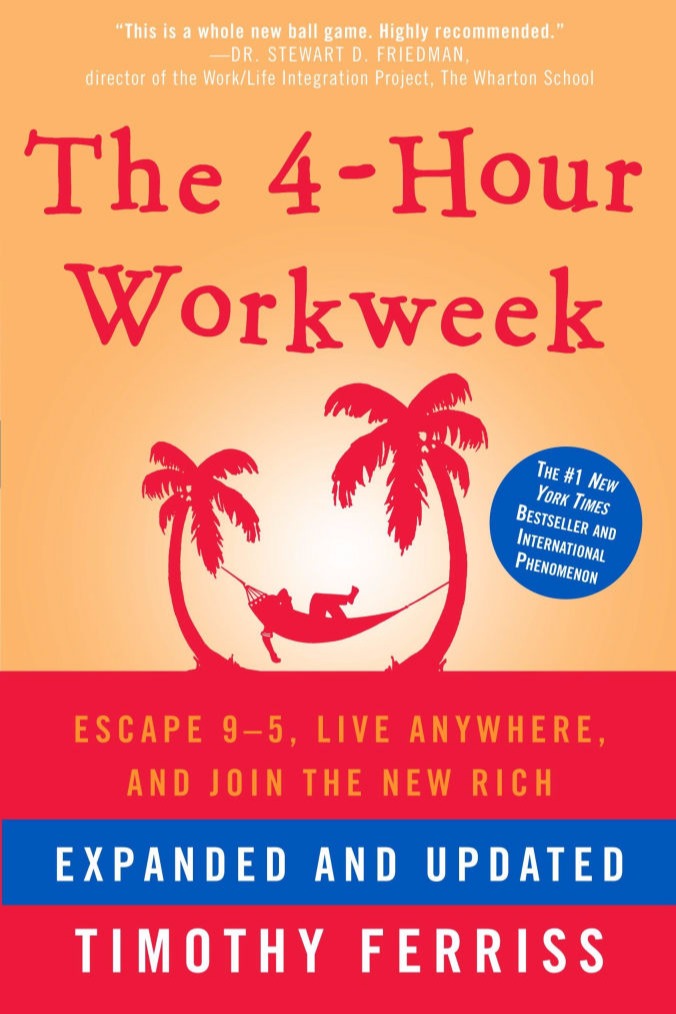 “This is a whole new ball game. Highly recommended.”
—DR. STEWART D. FRIEDMAN,
director of the Work/Life Integration Project, The Wharton School
The 4-Hour
Workweek
THE #1 NEW
YORK TIMES
BESTSELLER AND
INTERNATIONAL
PHENOMENON
ESCAPE 9–5, LIVE ANYWHERE,
AND JOIN THE NEW RICH
EXPANDED AND UPDATED
TIMOTHY FERRISS